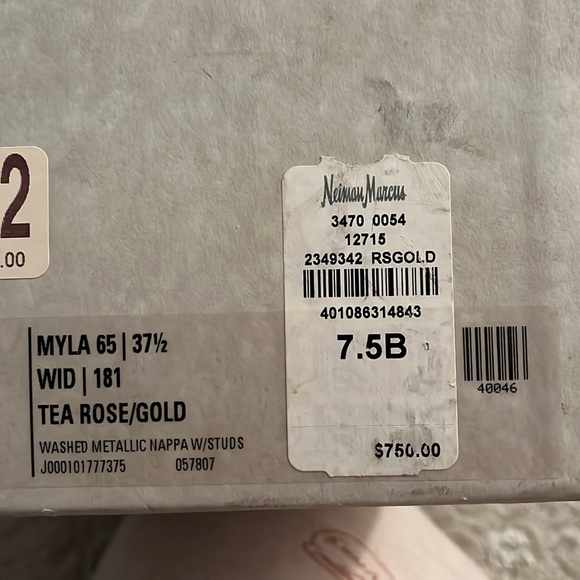 2
.00
Neiman Marcus
3470 0054
12715
2349342 RSGOLD
401086314843
7.5B
$750.00
MYLA 65 | 37½
WID | 181
TEA ROSE/GOLD
WASHED METALLIC NAPPA W/STUDS
J000101777375 057807
40046